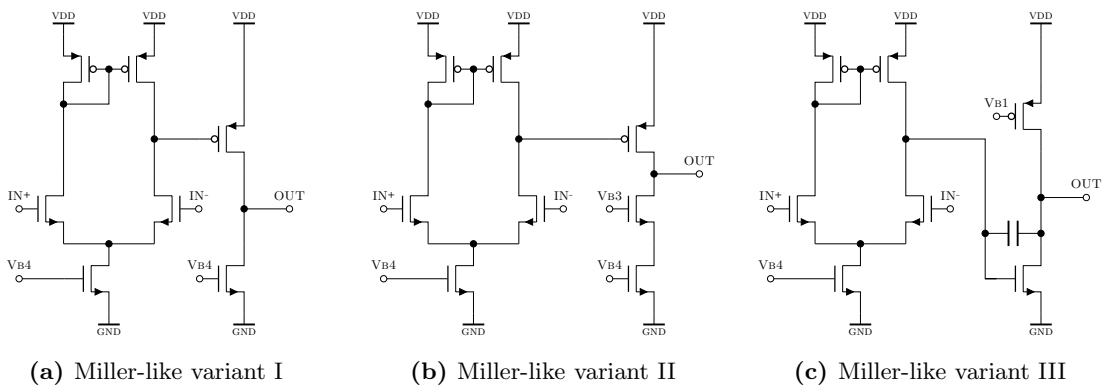 VDD VDD VDD
IN+ IN- OUT
VB4 VB4
GND GND
(a) Miller-like variant I
VDD VDD VDD
OUT
IN+ IN- VB3
VB4 VB4
GND GND
(b) Miller-like variant II
VDD VDD VDD
VB1
IN+ IN- OUT
VB4
GND GND
(c) Miller-like variant III